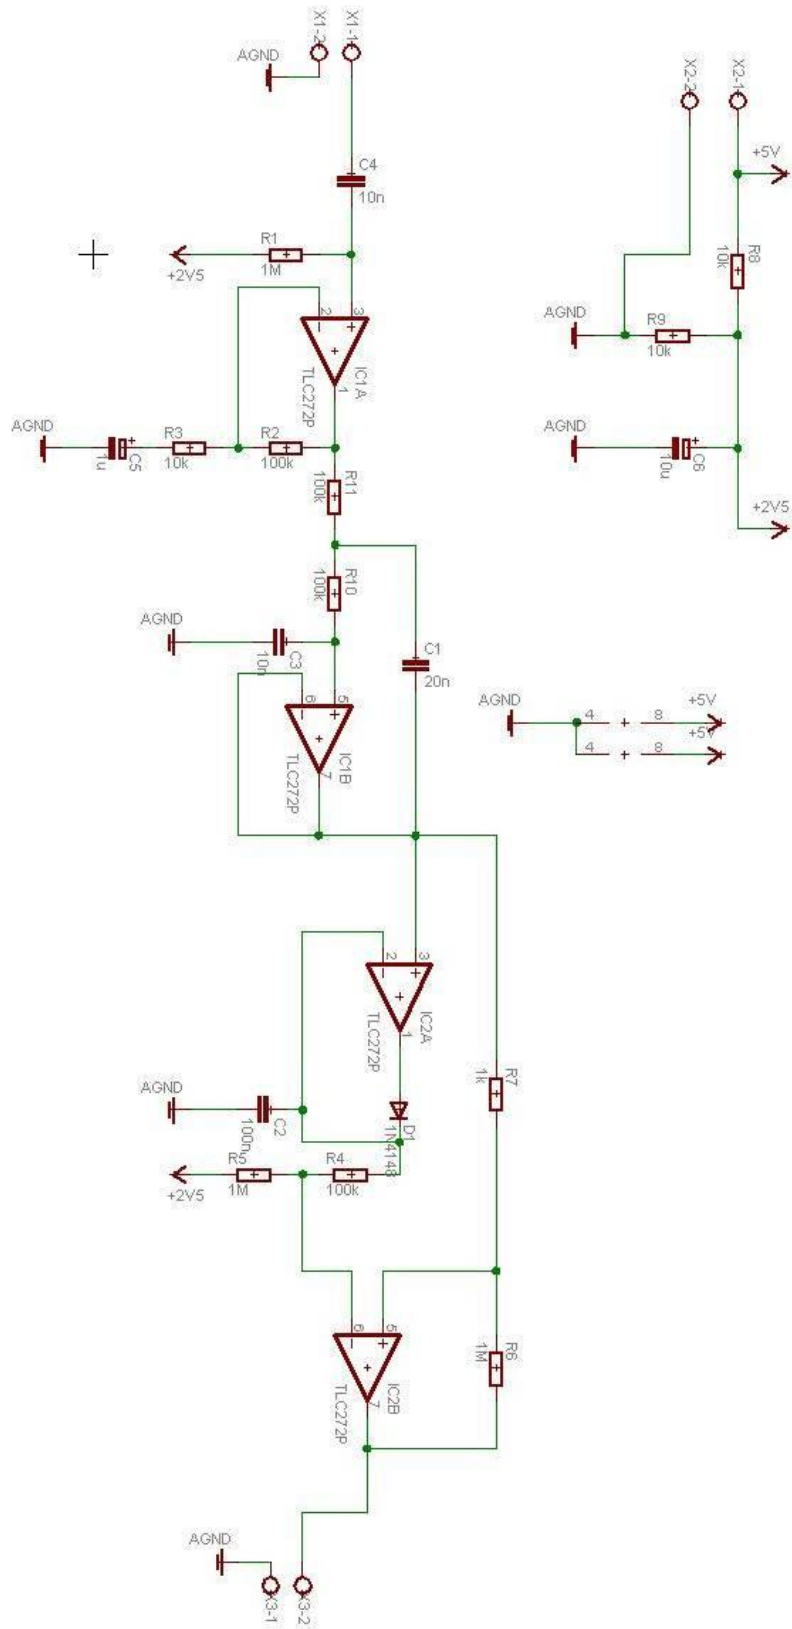 X1-2
X1-1
AGND
X2-2
X2-1
C4
10n
+5V
R1
1M
+2V5
R8
10k
2
3
IC1A
TLC272P
1
AGND
R9
10k
AGND
R3
10k
R2
100k
1u
C5
AGND
10u
C6
R11
100k
+2V5
R10
100k
AGND
C3
10n
C1
20n
6
5
IC1B
TLC272P
7
AGND
4
8
+5V
4
8
+5V
2
3
IC2A
TLC272P
1
R7
1k
AGND
C2
100n
D1
1N4148
R5
1M
R4
100k
+2V5
6
5
IC2B
TLC272P
7
R6
1M
AGND
X3-1
X3-2